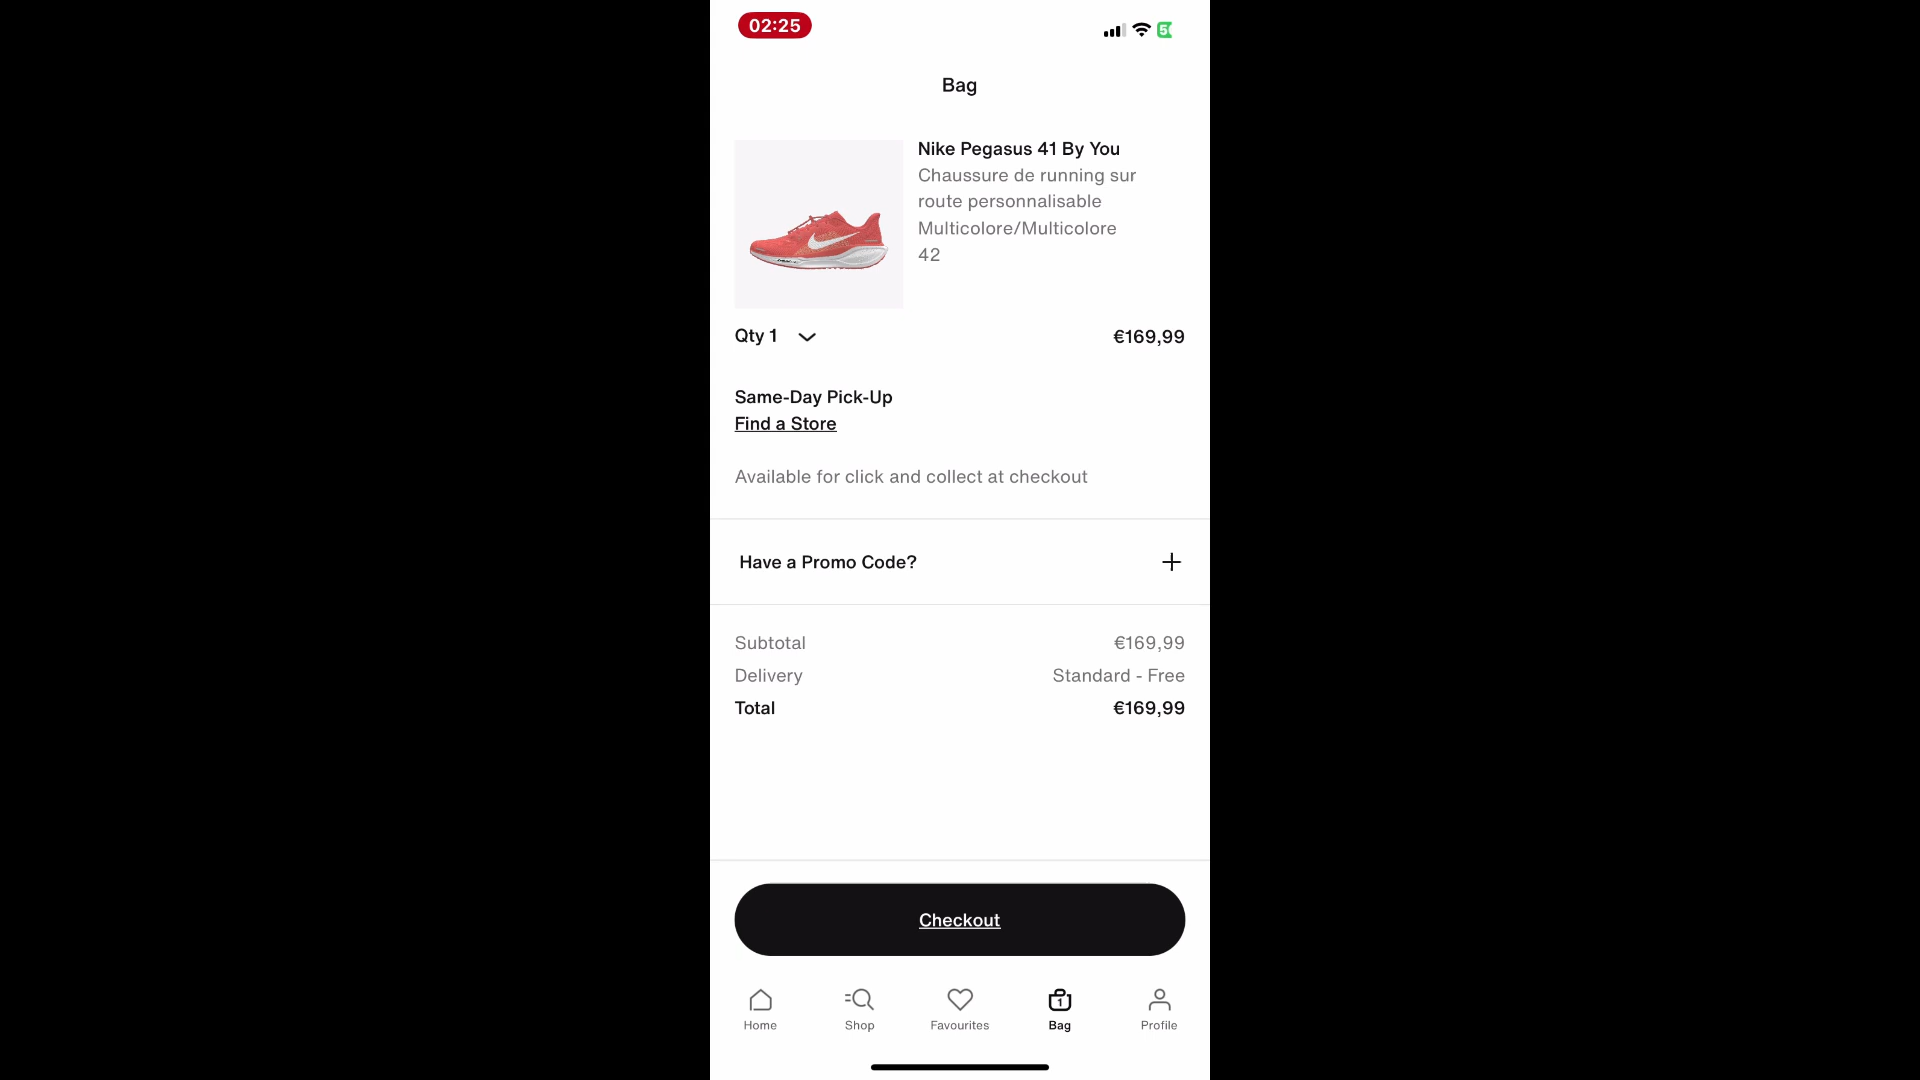 02:25
Bag
Nike Pegasus 41 By You
Chaussure de running sur
route personnalisable
Multicolore/Multicolore
42
Qty 1
€169,99
Same-Day Pick-Up
Find a Store
Available for click and collect at checkout
Have a Promo Code?
Subtotal €169,99
Delivery Standard - Free
Total €169,99
Checkout
1
Home Shop Favourites Bag Profile